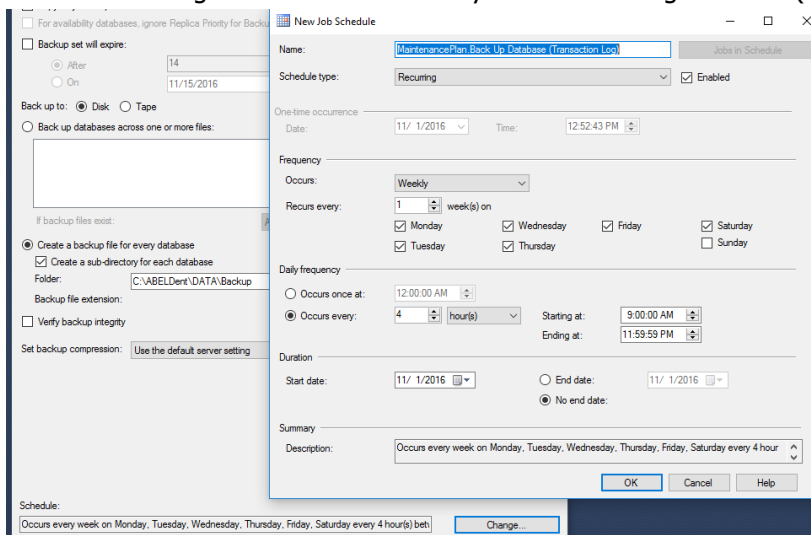 For availability databases, ignore Replica Priority for Backu
Backup set will expire:
After 14
On 11/15/2016
Back up to: Disk Tape
Back up databases across one or more files:
If backup files exist: A
Create a backup file for every database
Create a sub-directory for each database
Folder: C:\ABELDent\DATA\Backup
Backup file extension:
Verify backup integrity
Set backup compression: Use the default server setting
Schedule:
Occurs every week on Monday, Tuesday, Wednesday, Thursday, Friday, Saturday every 4 hour(s) betw
Change...
New Job Schedule
Name: MaintenancePlan.Back Up Database (Transaction Log) Jobs in Schedule
Schedule type: Recurring Enabled
One-time occurrence
Date: 11/ 1/2016 Time: 12:52:43 PM
Frequency
Occurs: Weekly
Recurs every: 1 week(s) on
Monday Wednesday Friday Saturday
Tuesday Thursday Sunday
Daily frequency
Occurs once at: 12:00:00 AM
Occurs every: 4 hour(s) Starting at: 9:00:00 AM
Ending at: 11:59:59 PM
Duration
Start date: 11/ 1/2016 End date: 11/ 1/2016
No end date:
Summary
Description: Occurs every week on Monday, Tuesday, Wednesday, Thursday, Friday, Saturday every 4 hour
OK Cancel Help